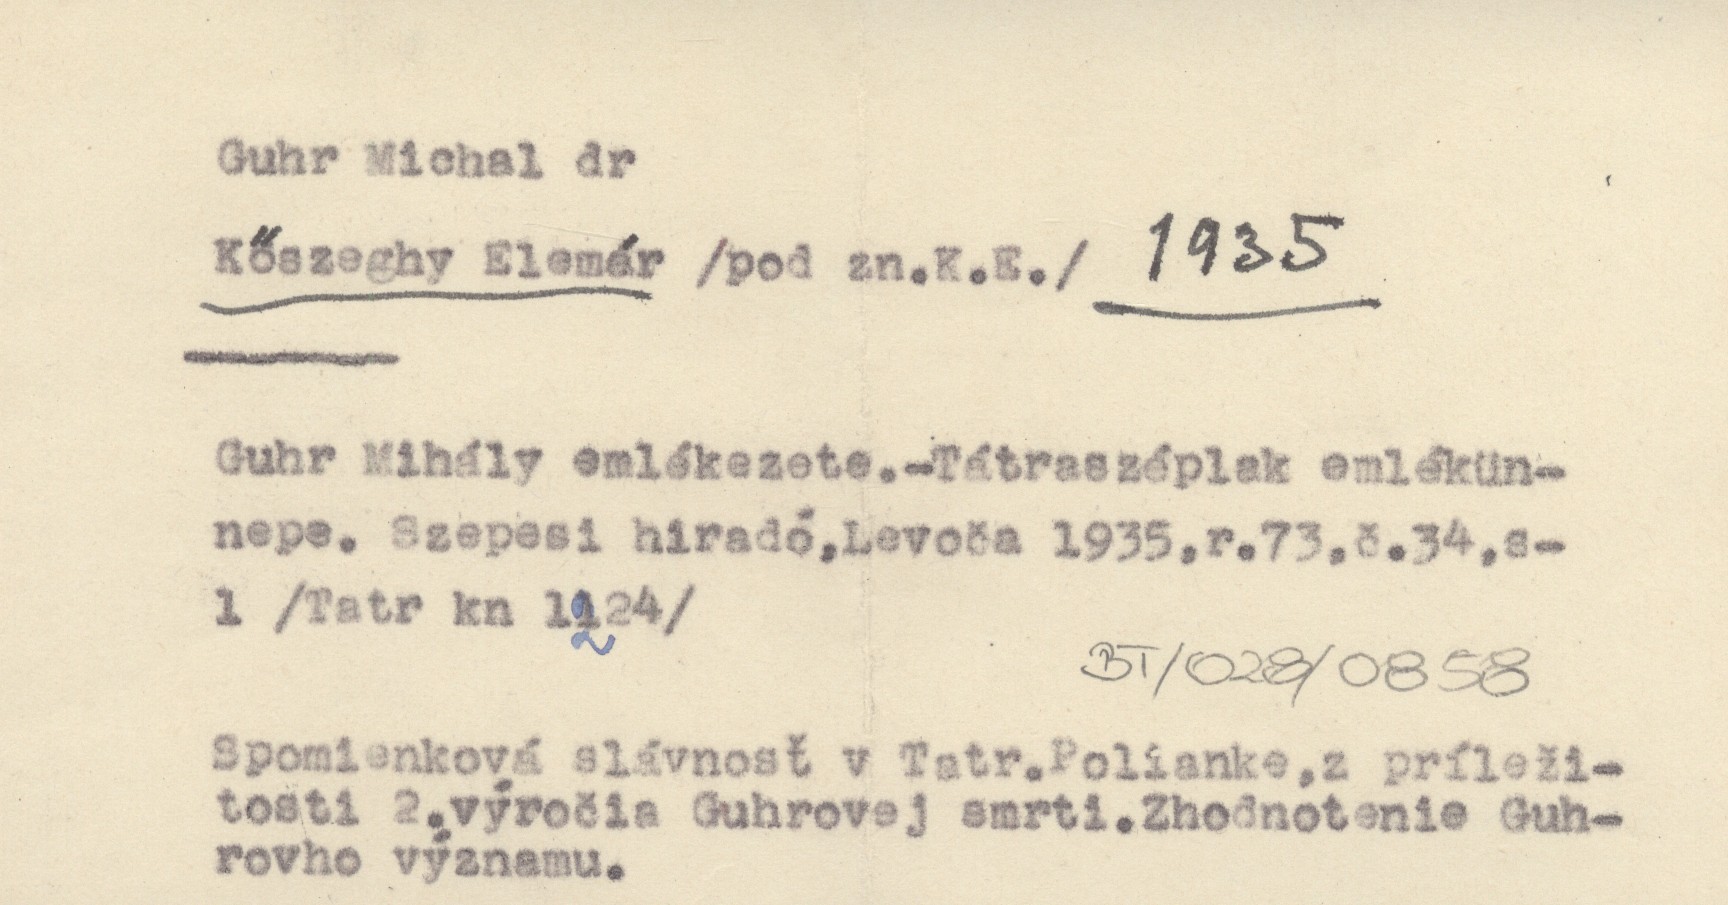 Guhr Michal dr
Kőszeghy Elemár /pod zn.K.E./ 1935
Guhr Mihály emlékezete.-Tátraszéplak emlékün-
nepe. Szepesi hiradó,Levoča 1935,r.73,č.34,s-
1 /Tatr kn 1224/
BT/028/0858
Spomienková slávnosť v Tatr.Polianke,z príleži-
tosti 2.výročia Guhrovej smrti.Zhodnotenie Guh-
rovho významu.